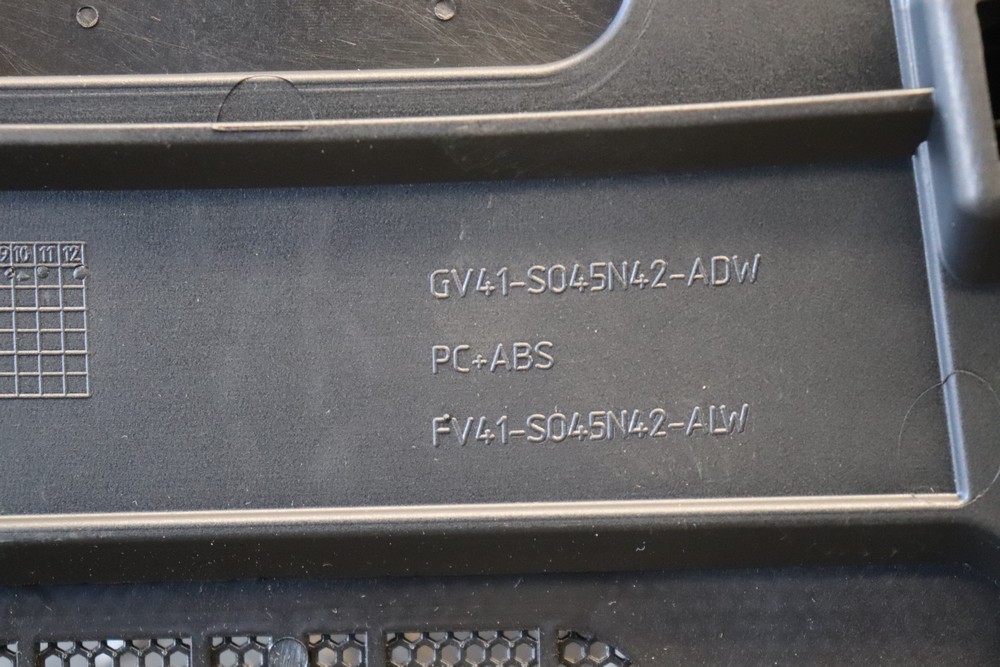 9 10 11 12
GV41-S045N42-ADW
PC+ABS
FV41-S045N42-ALW